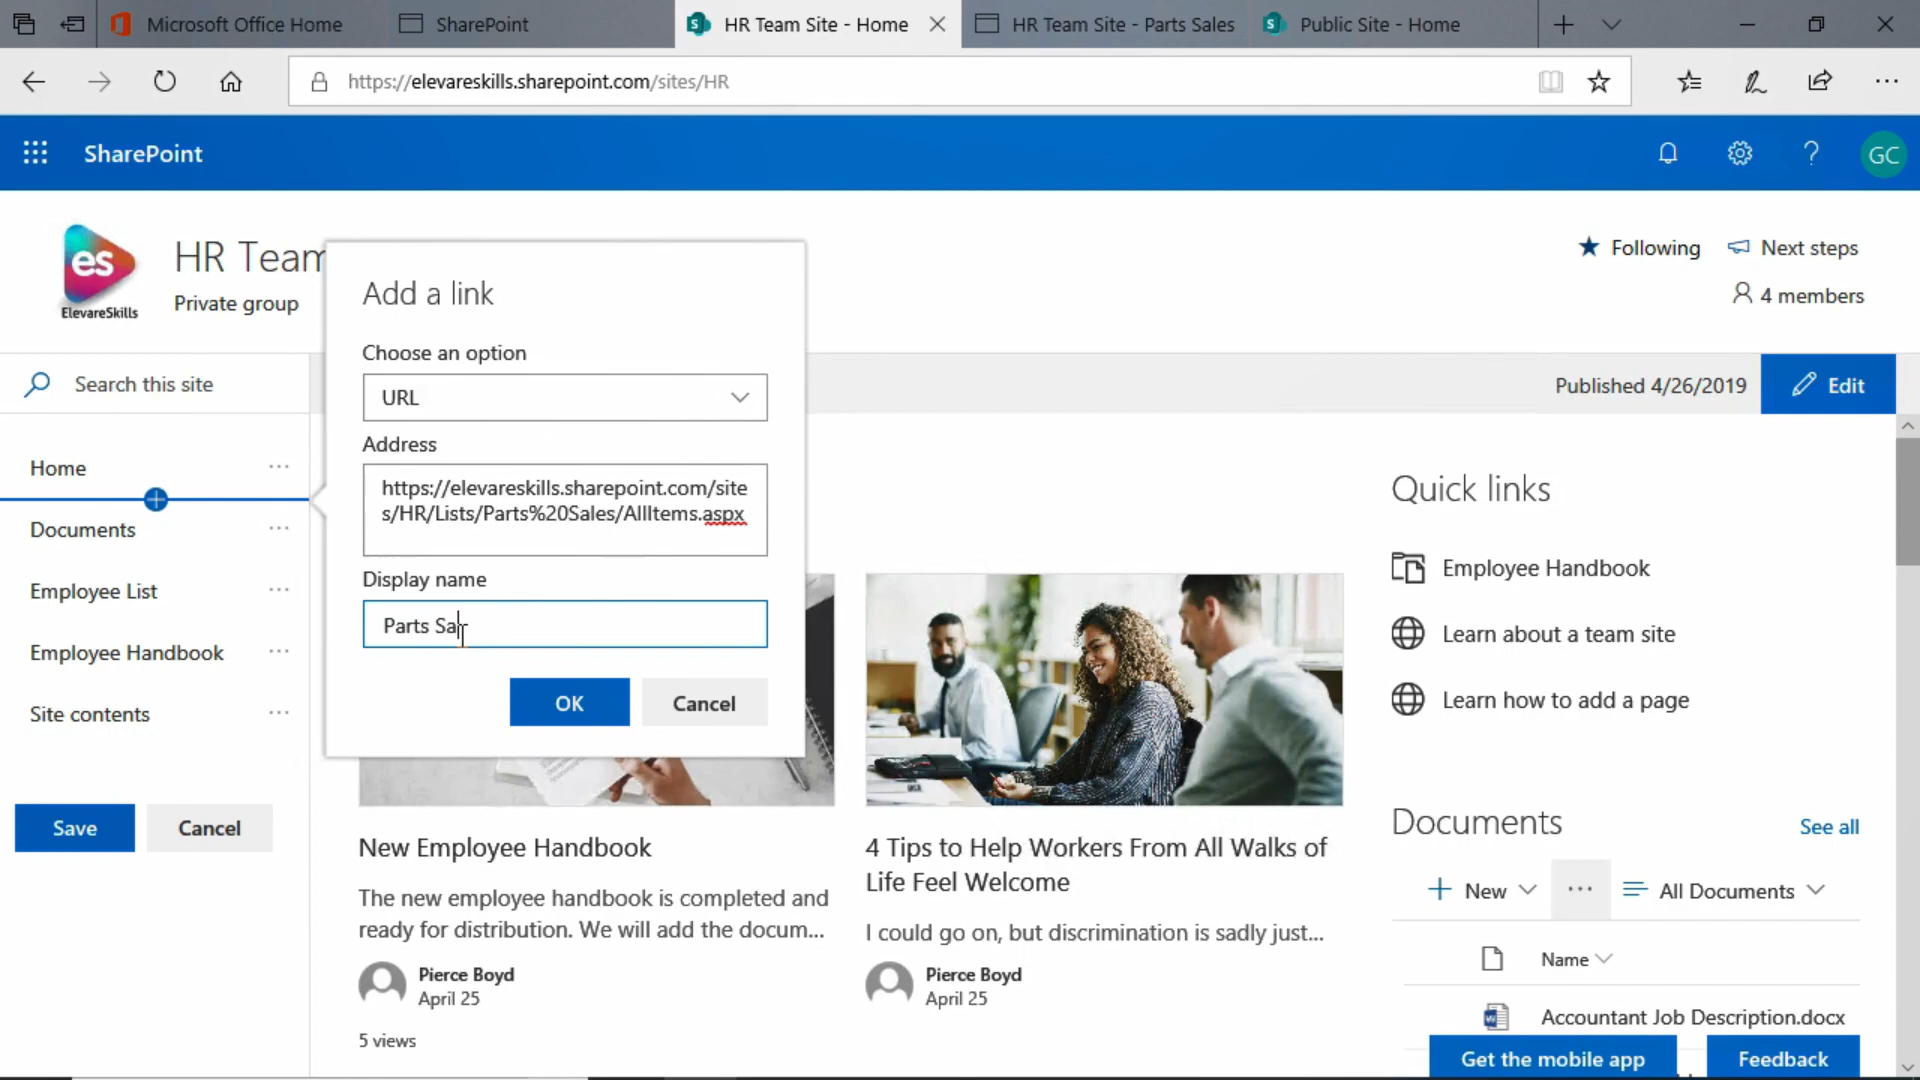 Microsoft Office Home
SharePoint
HR Team Site - Home
HR Team Site - Parts Sales
Public Site - Home
https://elevareskills.sharepoint.com/sites/HR
SharePoint
GC
es
ElevareSkills
HR Team
Private group
Following
Next steps
4 members
Search this site
Published 4/26/2019
Edit
Home
Documents
Employee List
Employee Handbook
Site contents
Save
Cancel
Add a link
Choose an option
URL
Address
https://elevareskills.sharepoint.com/site
s/HR/Lists/Parts%20Sales/AllItems.aspx
Display name
Parts Sa
OK
Cancel
New Employee Handbook
The new employee handbook is completed and
ready for distribution. We will add the docum...
Pierce Boyd
April 25
5 views
4 Tips to Help Workers From All Walks of
Life Feel Welcome
I could go on, but discrimination is sadly just...
Pierce Boyd
April 25
Quick links
Employee Handbook
Learn about a team site
Learn how to add a page
Documents
See all
New
All Documents
Name
Accountant Job Description.docx
Get the mobile app
Feedback